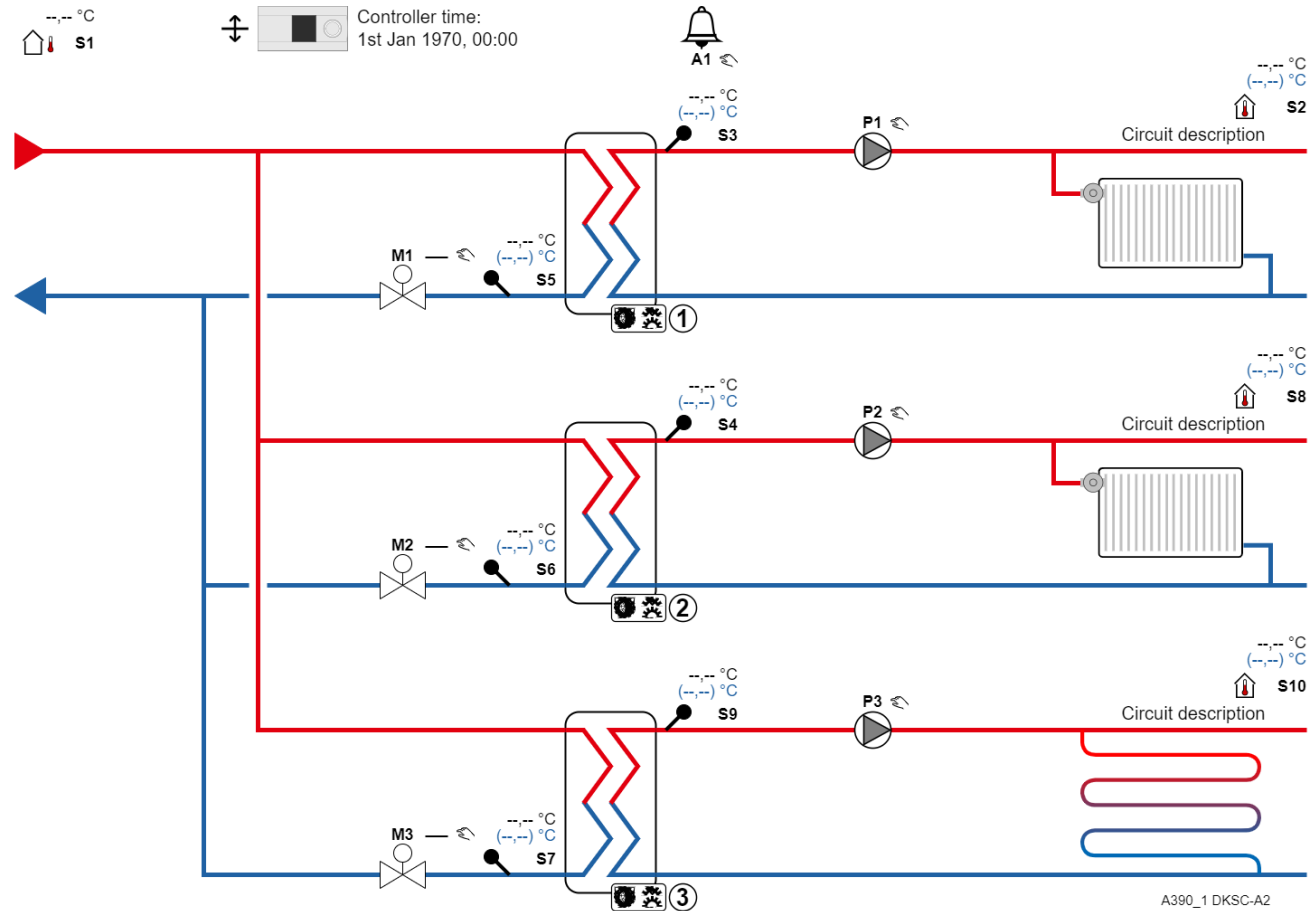 --,-- °C
S1
Controller time:
1st Jan 1970, 00:00
A1
--,-- °C
(--,--) °C
S2
Circuit description
--,-- °C
(--,--) °C
S3
P1
M1 —
--,-- °C
(--,--) °C
S5
1
--,-- °C
(--,--) °C
S8
Circuit description
--,-- °C
(--,--) °C
S4
P2
M2 —
--,-- °C
(--,--) °C
S6
2
--,-- °C
(--,--) °C
S10
Circuit description
--,-- °C
(--,--) °C
S9
P3
M3 —
--,-- °C
(--,--) °C
S7
3
A390_1 DKSC-A2